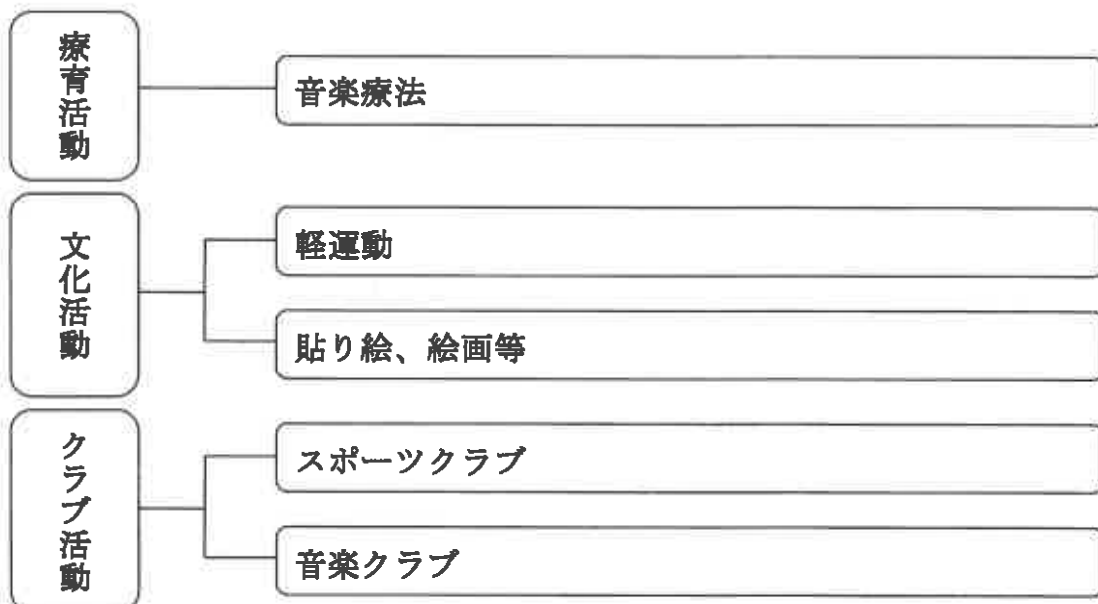 療育活動
音楽療法
文化活動
軽運動
貼り絵、絵画等
クラブ活動
スポーツクラブ
音楽クラブ